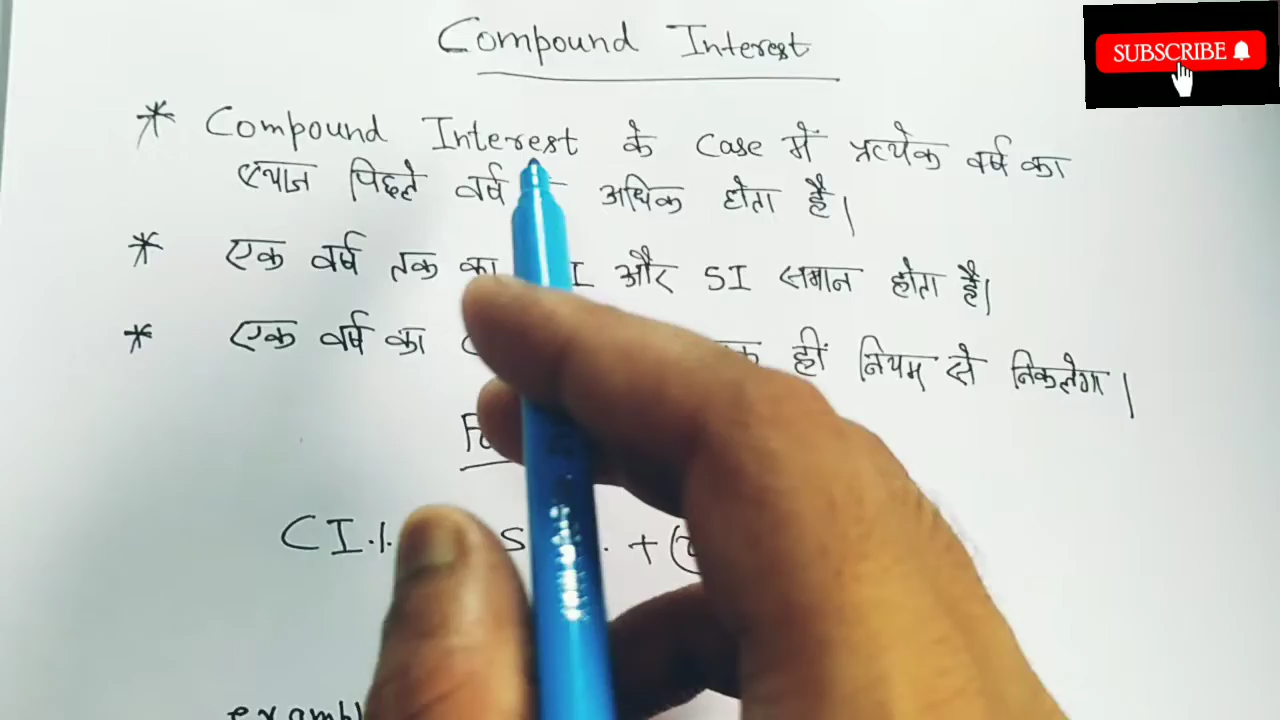 Compound Interest
SUBSCRIBE
* Compound Interest के Case में प्रत्येक वर्ष का
ब्याज पिछले वर्ष अधिक होता है।
* एक वर्ष तक का I और SI समान होता है।
* एक वर्ष का हीं नियम से निकलेगा।
CI.%
+